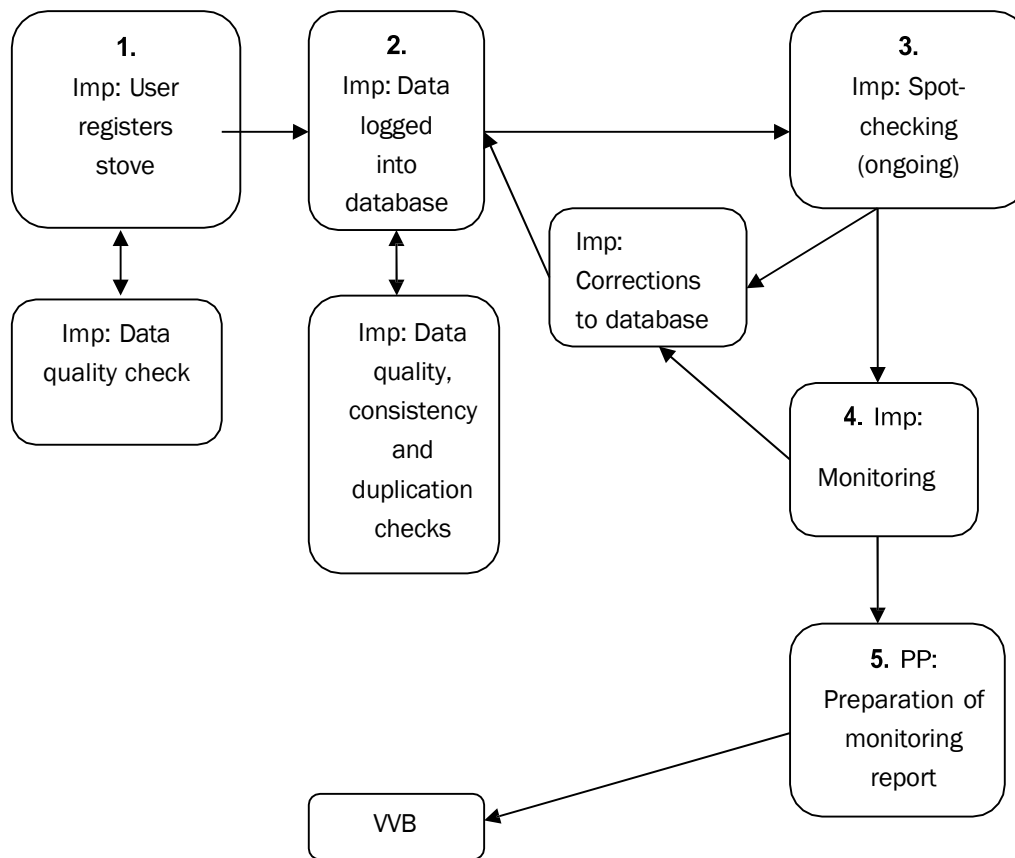 1.
Imp: User
registers
stove
2.
Imp: Data
logged
into
database
3.
Imp: Spot-
checking
(ongoing)
Imp:
Corrections
to database
Imp: Data
quality check
Imp: Data
quality,
consistency
and
duplication
checks
4. Imp:
Monitoring
5. PP:
Preparation of
monitoring
report
VVB